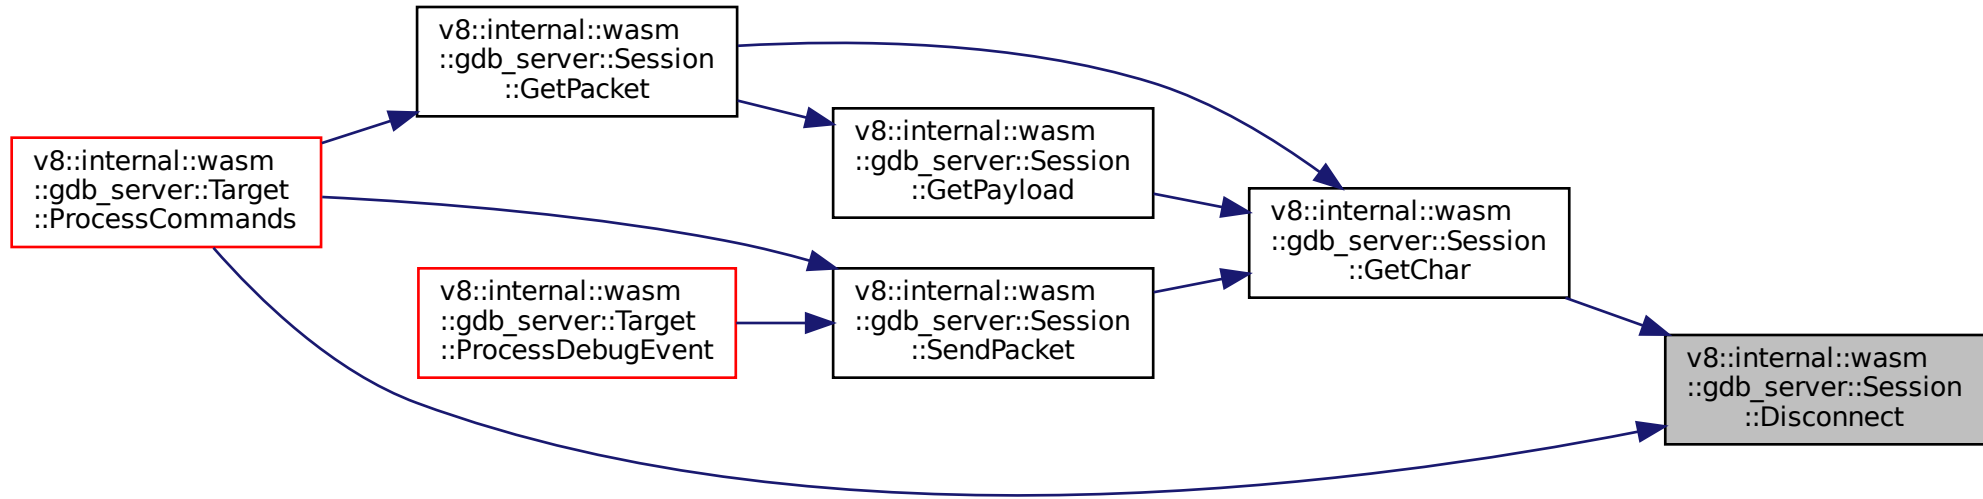 v8::internal::wasm
::gdb_server::Session
::GetPacket
v8::internal::wasm
::gdb_server::Session
::GetPayload
v8::internal::wasm
::gdb_server::Target
::ProcessCommands
v8::internal::wasm
::gdb_server::Session
::GetChar
v8::internal::wasm
::gdb_server::Target
::ProcessDebugEvent
v8::internal::wasm
::gdb_server::Session
::SendPacket
v8::internal::wasm
::gdb_server::Session
::Disconnect